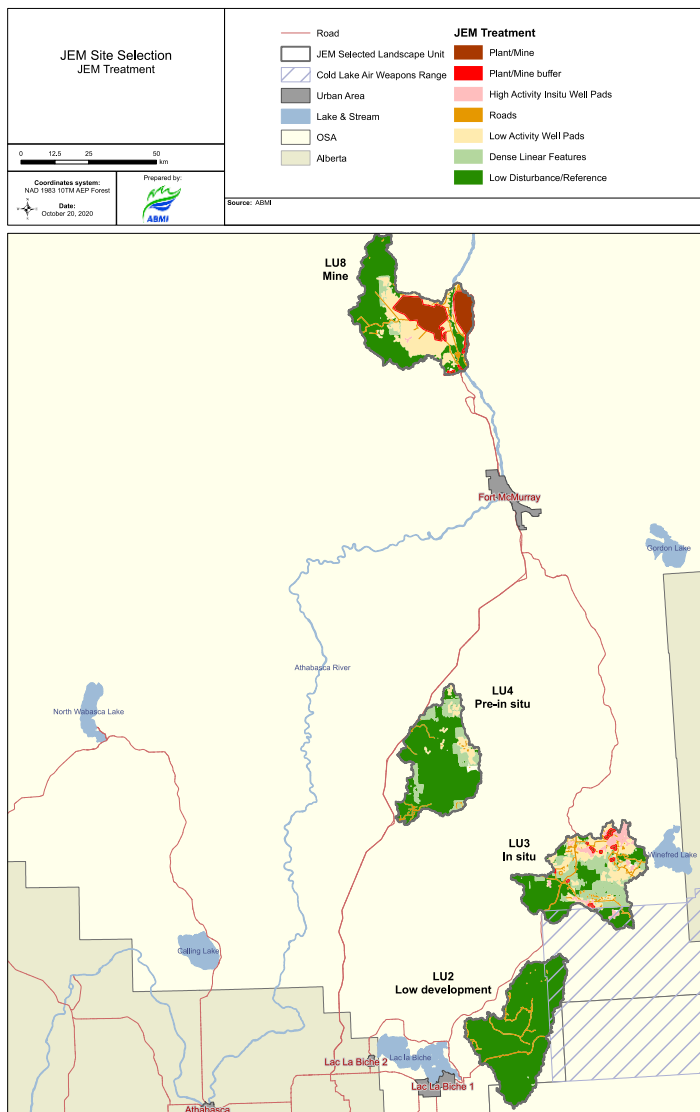 JEM Site Selection
JEM Treatment
0 12.5 25 50
km
Coordinates system:
NAD 1983 10TM AEP Forest
N
W E
S
Date:
October 20, 2020
Prepared by:
ABMI
Road
JEM Selected Landscape Unit
Cold Lake Air Weapons Range
Urban Area
Lake & Stream
OSA
Alberta
JEM Treatment
Plant/Mine
Plant/Mine buffer
High Activity Insitu Well Pads
Roads
Low Activity Well Pads
Dense Linear Features
Low Disturbance/Reference
Source: ABMI
LU8
Mine
Fort McMurray
Gordon Lake
Athabasca River
LU4
Pre-in situ
North Wabasca Lake
LU3
In situ
Winefred Lake
Calling Lake
LU2
Low development
Lac La Biche 2
Lac la Biche
Lac La Biche 1
Athabasca